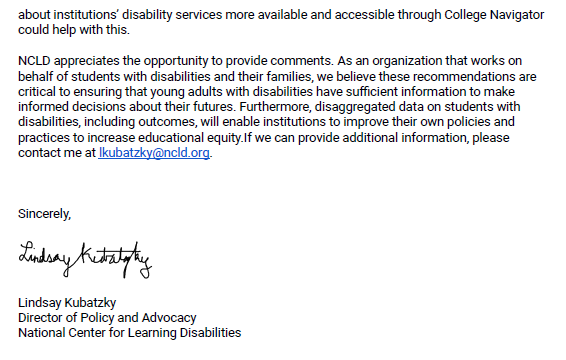 about institutions' disability services more available and accessible through College Navigator
could help with this.
NCLD appreciates the opportunity to provide comments. As an organization that works on
behalf of students with disabilities and their families, we believe these recommendations are
critical to ensuring that young adults with disabilities have sufficient information to make
informed decisions about their futures. Furthermore, disaggregated data on students with
disabilities, including outcomes, will enable institutions to improve their own policies and
practices to increase educational equity.If we can provide additional information, please
contact me at lkubatzky@ncld.org.
Sincerely,
Lindsay Kubatzky
Lindsay Kubatzky
Director of Policy and Advocacy
National Center for Learning Disabilities